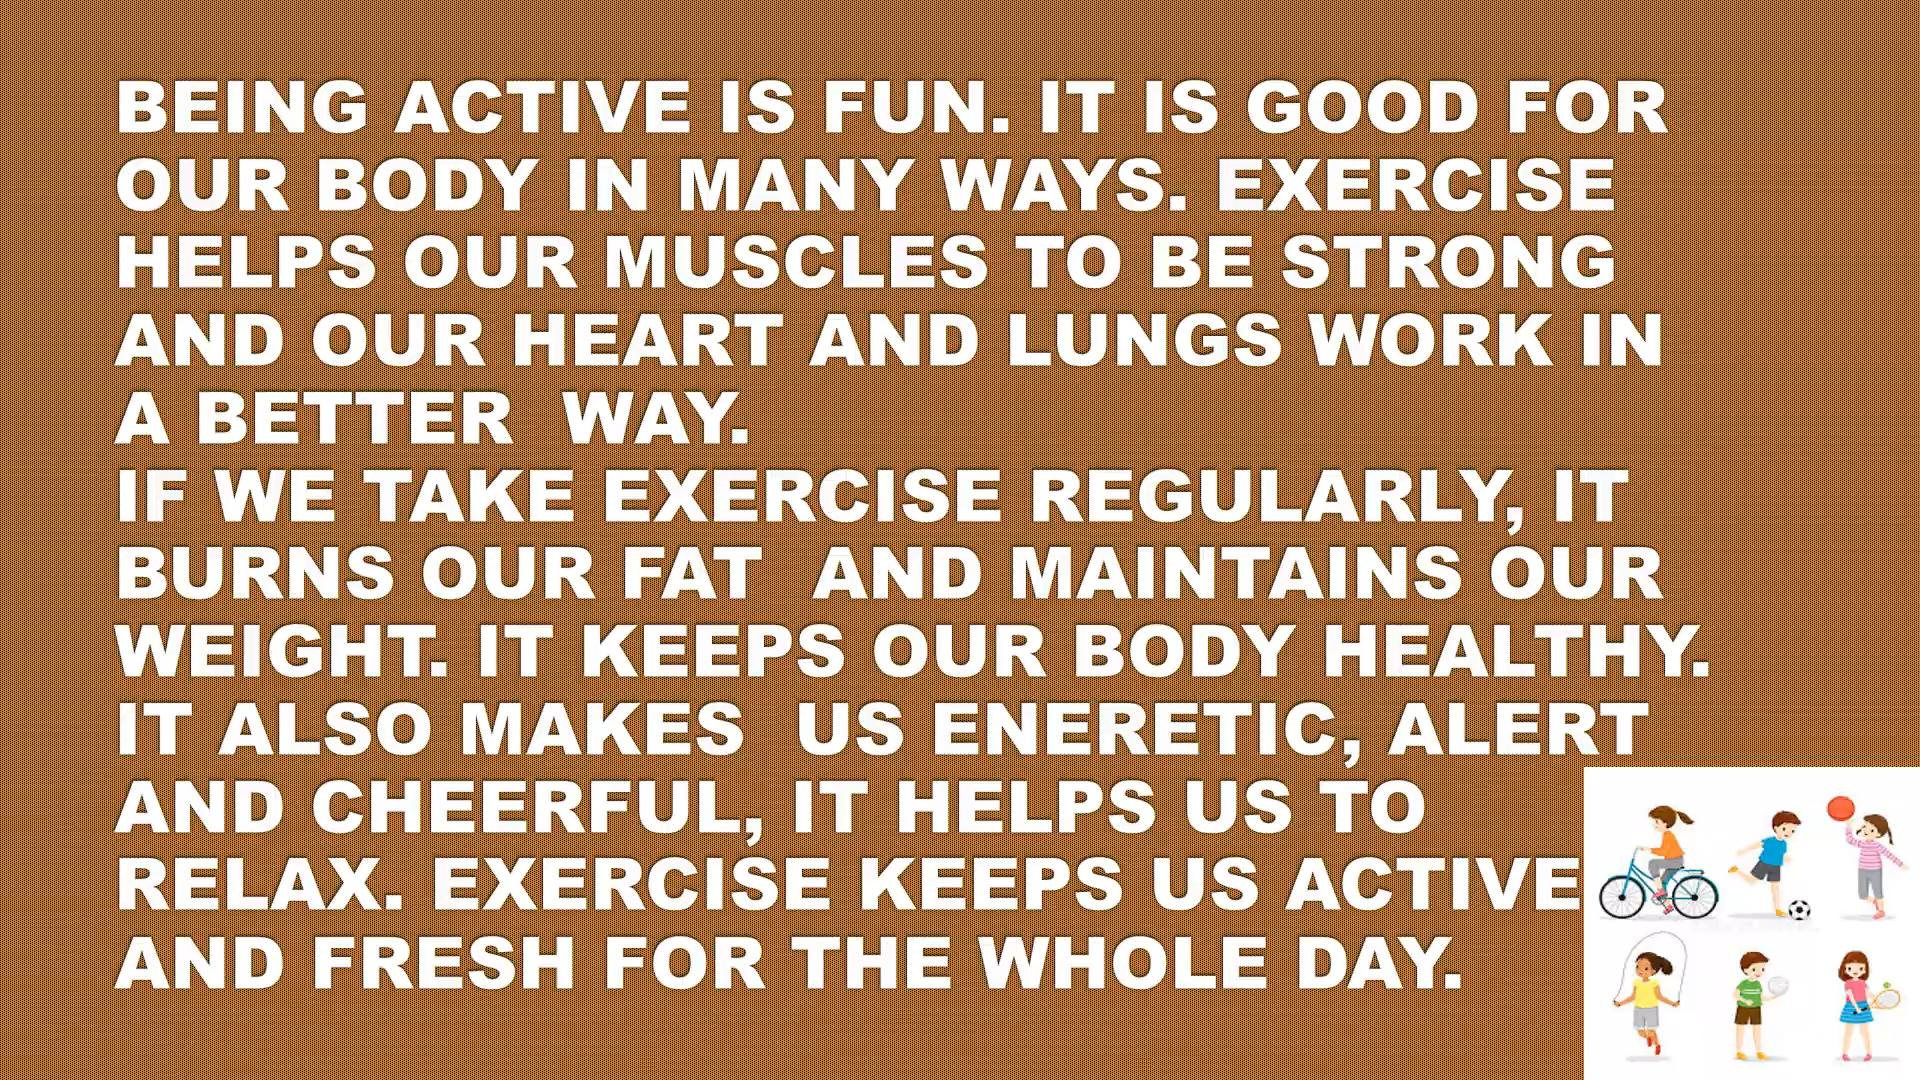 BEING ACTIVE IS FUN. IT IS GOOD FOR
OUR BODY IN MANY WAYS. EXERCISE
HELPS OUR MUSCLES TO BE STRONG
AND OUR HEART AND LUNGS WORK IN
A BETTER  WAY.
IF WE TAKE EXERCISE REGULARLY, IT
BURNS OUR FAT  AND MAINTAINS OUR
WEIGHT. IT KEEPS OUR BODY HEALTHY.
IT ALSO MAKES  US ENERETIC, ALERT
AND CHEERFUL, IT HELPS US TO
RELAX. EXERCISE KEEPS US ACTIVE
AND FRESH FOR THE WHOLE DAY.